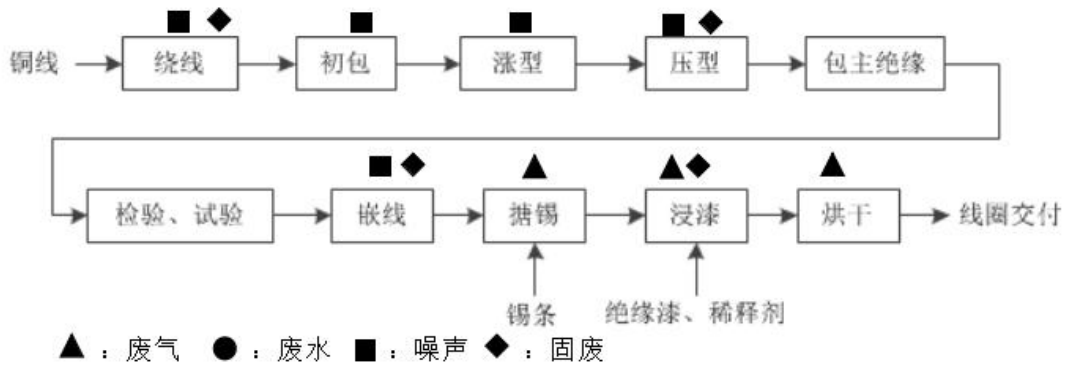 铜线 绕线 初包 涨型 压型 包主绝缘
检验、试验 嵌线 搪锡 浸漆 烘干 线圈交付
锡条 绝缘漆、稀释剂
▲：废气 ●：废水 ■：噪声 ◆：固废